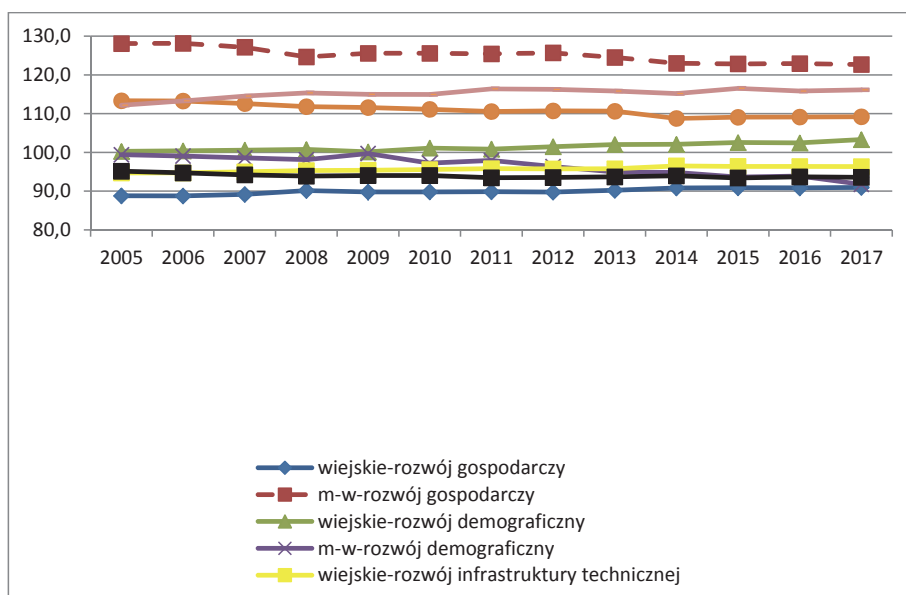 130,0
120,0
110,0
100,0
90,0
80,0
2005 2006 2007 2008 2009 2010 2011 2012 2013 2014 2015 2016 2017
wiejskie-rozwój gospodarczy
m-w-rozwój gospodarczy
wiejskie-rozwój demograficzny
m-w-rozwój demograficzny
wiejskie-rozwój infrastruktury technicznej